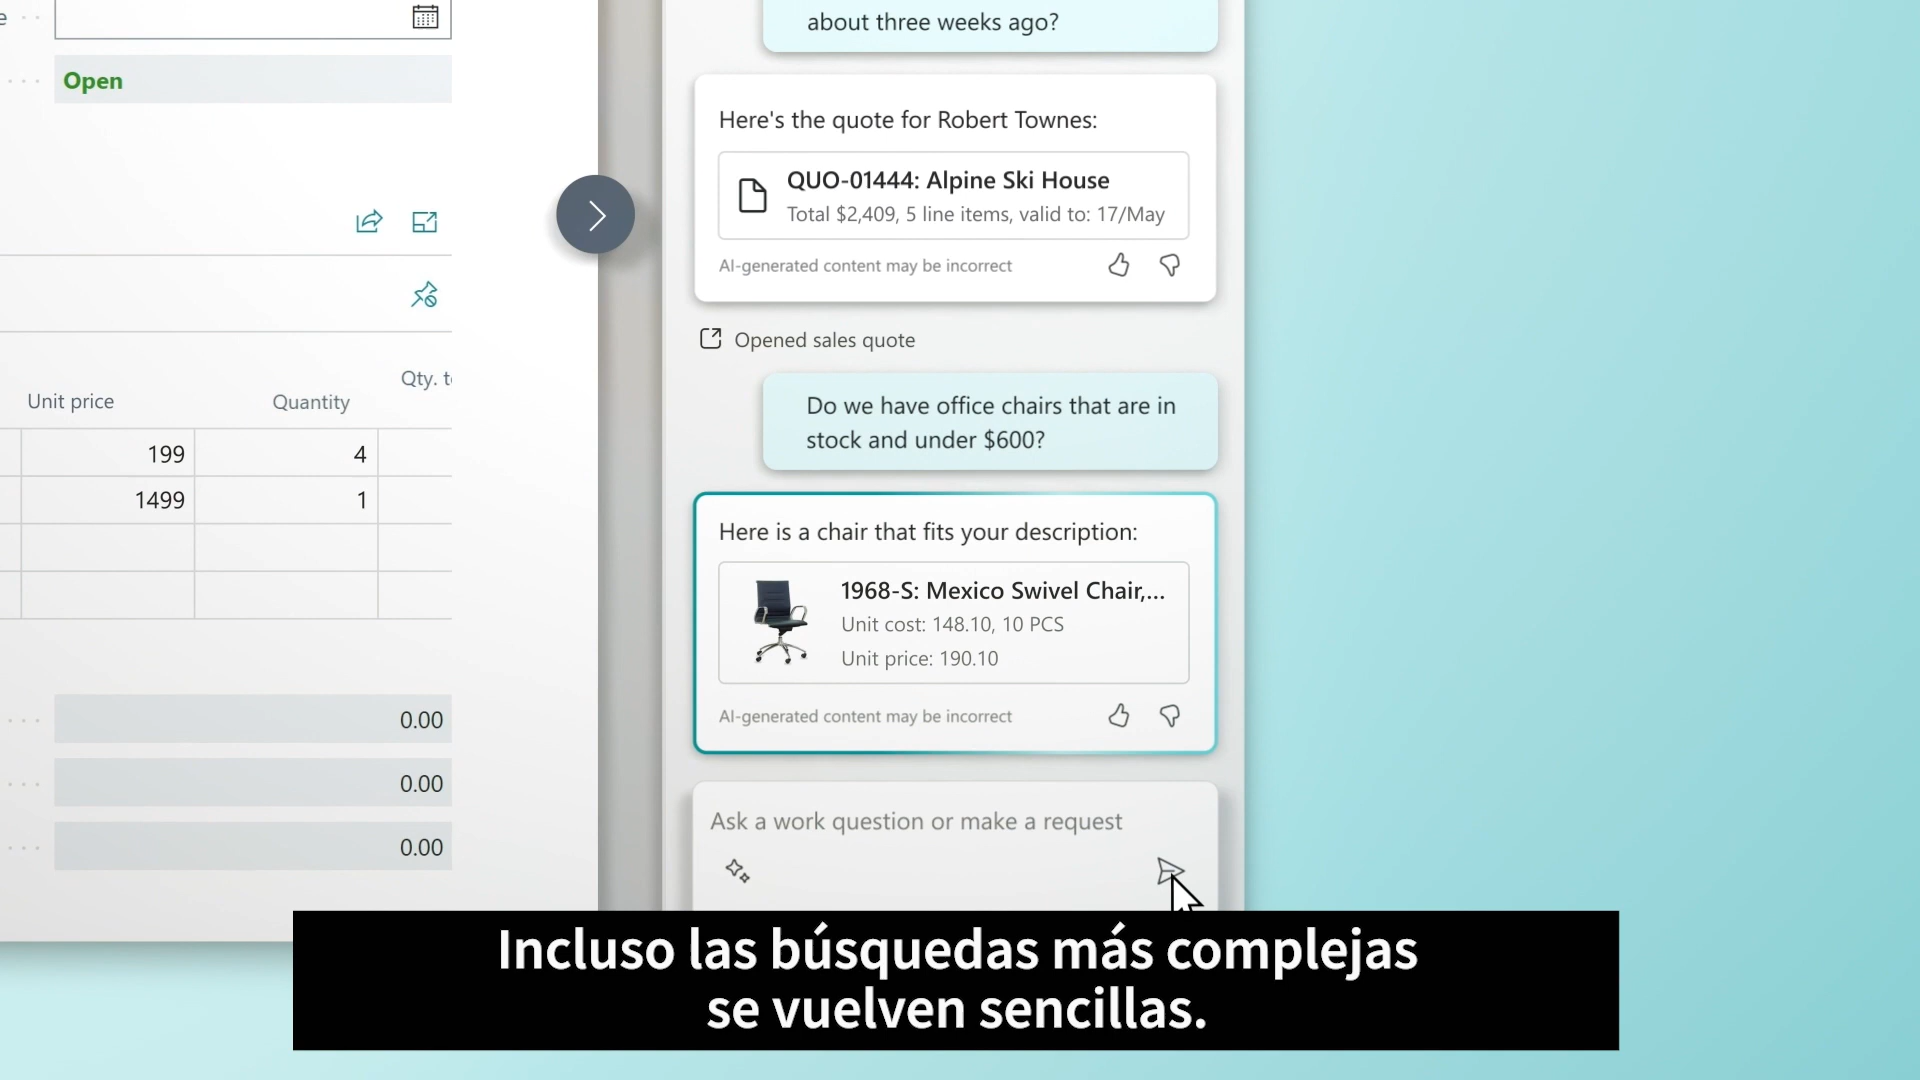 Open
Unit price
Quantity
Qty. t
199
4
1499
1
0.00
0.00
0.00
about three weeks ago?
Here's the quote for Robert Townes:
QUO-01444: Alpine Ski House
Total $2,409, 5 line items, valid to: 17/May
AI-generated content may be incorrect
Opened sales quote
Do we have office chairs that are in
stock and under $600?
Here is a chair that fits your description:
1968-S: Mexico Swivel Chair,...
Unit cost: 148.10, 10 PCS
Unit price: 190.10
AI-generated content may be incorrect
Ask a work question or make a request
Incluso las búsquedas más complejas
se vuelven sencillas.